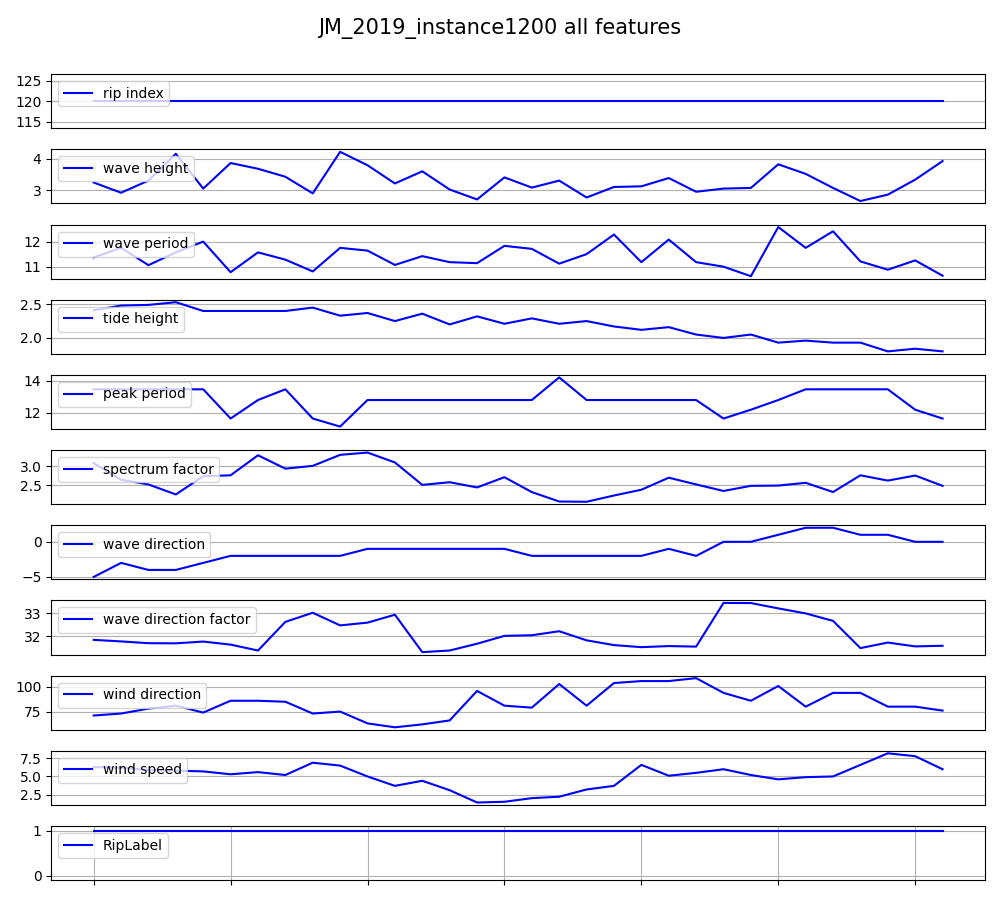 JM_2019_instance1200 all features
125
120
115
rip index
4
3
wave height
12
11
wave period
2.5
2.0
tide height
14
12
peak period
3.0
2.5
spectrum factor
0
−5
wave direction
33
32
wave direction factor
100
75
wind direction
7.5
5.0
2.5
wind speed
1
0
RipLabel